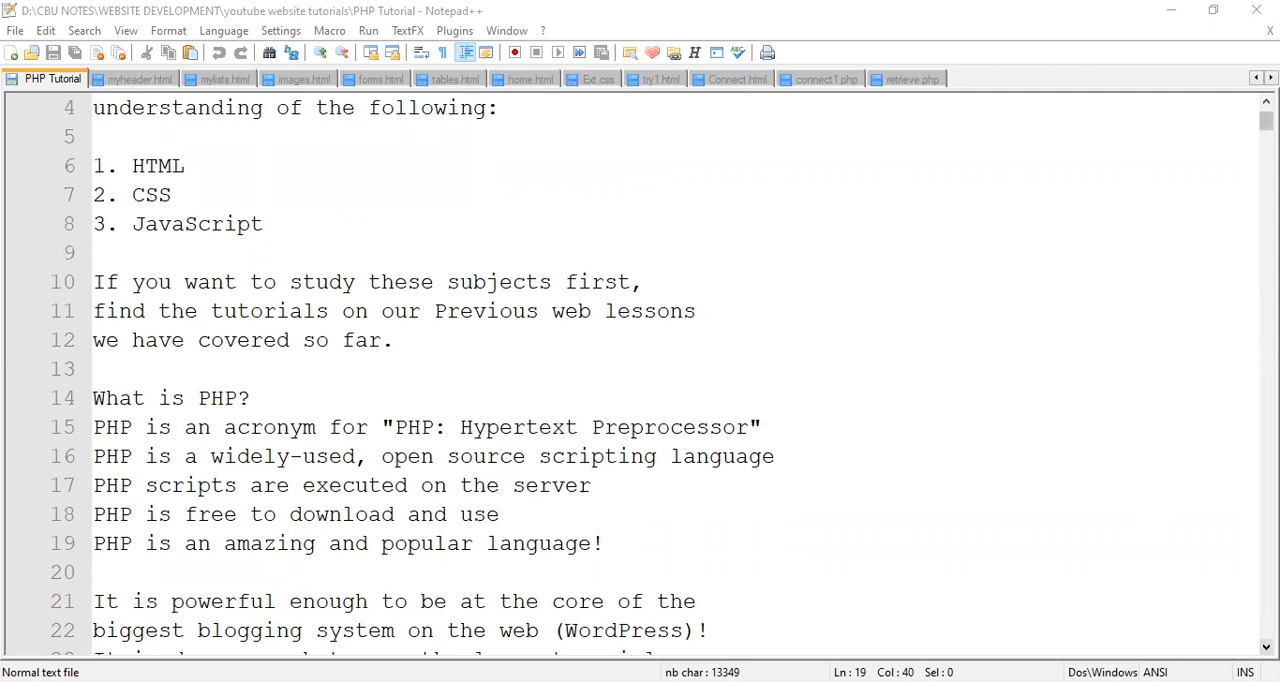 D:\CBU NOTES\WEBSITE DEVELOPMENT\youtube website tutorials\PHP Tutorial - Notepad++
File Edit Search View Format Language Settings Macro Run TextFX Plugins Window ? X
PHP Tutorial myheader.html mylists.html images.html forms.html tables.html home.html Ext.css try1.html Connect.html connect1.php retrieve.php
4 understanding of the following:
5
6 1. HTML
7 2. CSS
8 3. JavaScript
9
10 If you want to study these subjects first,
11 find the tutorials on our Previous web lessons
12 we have covered so far.
13
14 What is PHP?
15 PHP is an acronym for "PHP: Hypertext Preprocessor"
16 PHP is a widely-used, open source scripting language
17 PHP scripts are executed on the server
18 PHP is free to download and use
19 PHP is an amazing and popular language!
20
21 It is powerful enough to be at the core of the
22 biggest blogging system on the web (WordPress)!
Normal text file nb char : 13349 Ln : 19 Col : 40 Sel : 0 Dos\Windows ANSI INS